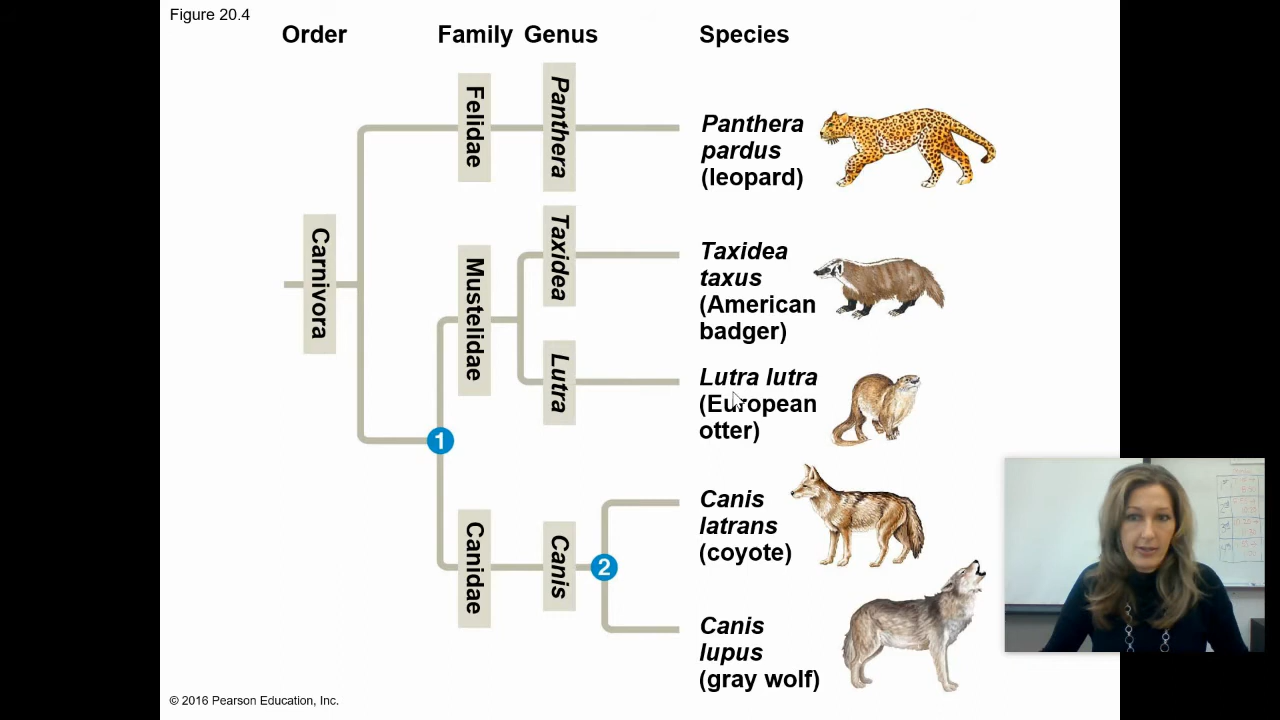 Figure 20.4
Order
Family
Genus
Species
Carnivora
Felidae
Panthera
Panthera
pardus
(leopard)
Mustelidae
Taxidea
Taxidea
taxus
(American
badger)
Lutra
Lutra lutra
(European
otter)
1
Canidae
Canis
2
Canis
latrans
(coyote)
Canis
lupus
(gray wolf)
© 2016 Pearson Education, Inc.